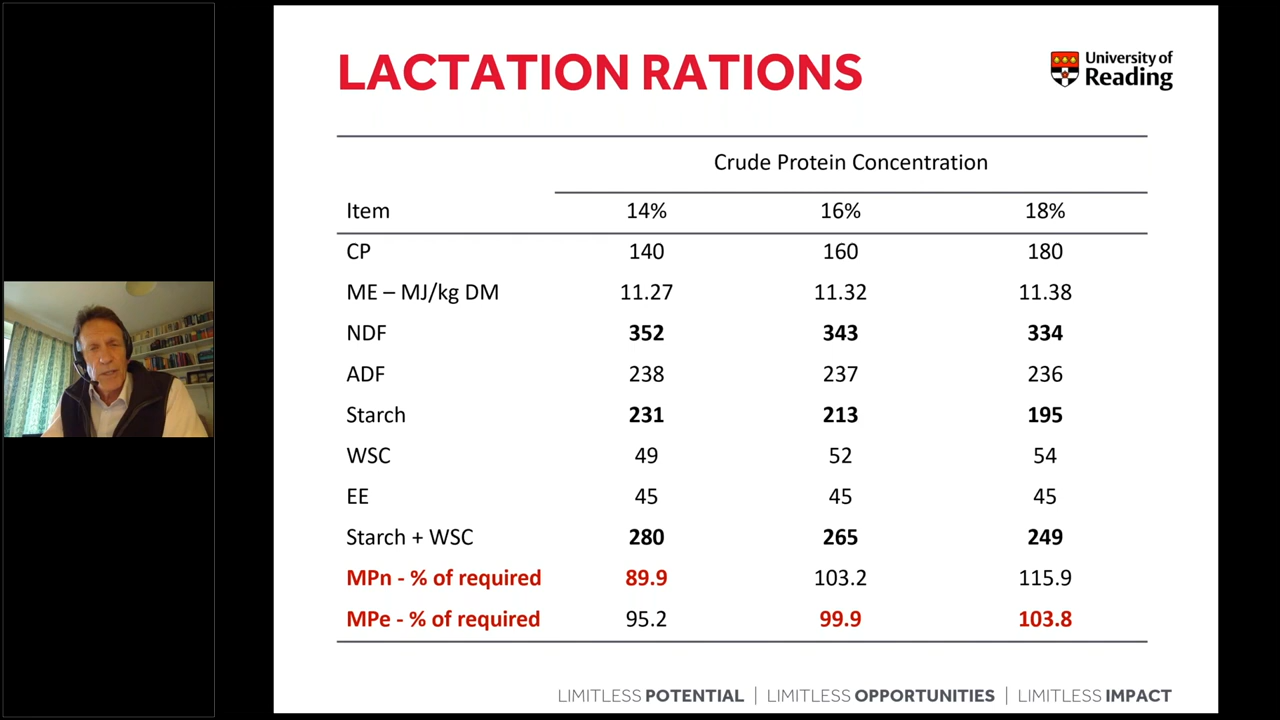 LACTATION RATIONS
University of
Reading
Crude Protein Concentration
Item 14% 16% 18%
CP 140 160 180
ME – MJ/kg DM 11.27 11.32 11.38
NDF 352 343 334
ADF 238 237 236
Starch 231 213 195
WSC 49 52 54
EE 45 45 45
Starch + WSC 280 265 249
MPn - % of required 89.9 103.2 115.9
MPe - % of required 95.2 99.9 103.8
LIMITLESS POTENTIAL | LIMITLESS OPPORTUNITIES | LIMITLESS IMPACT